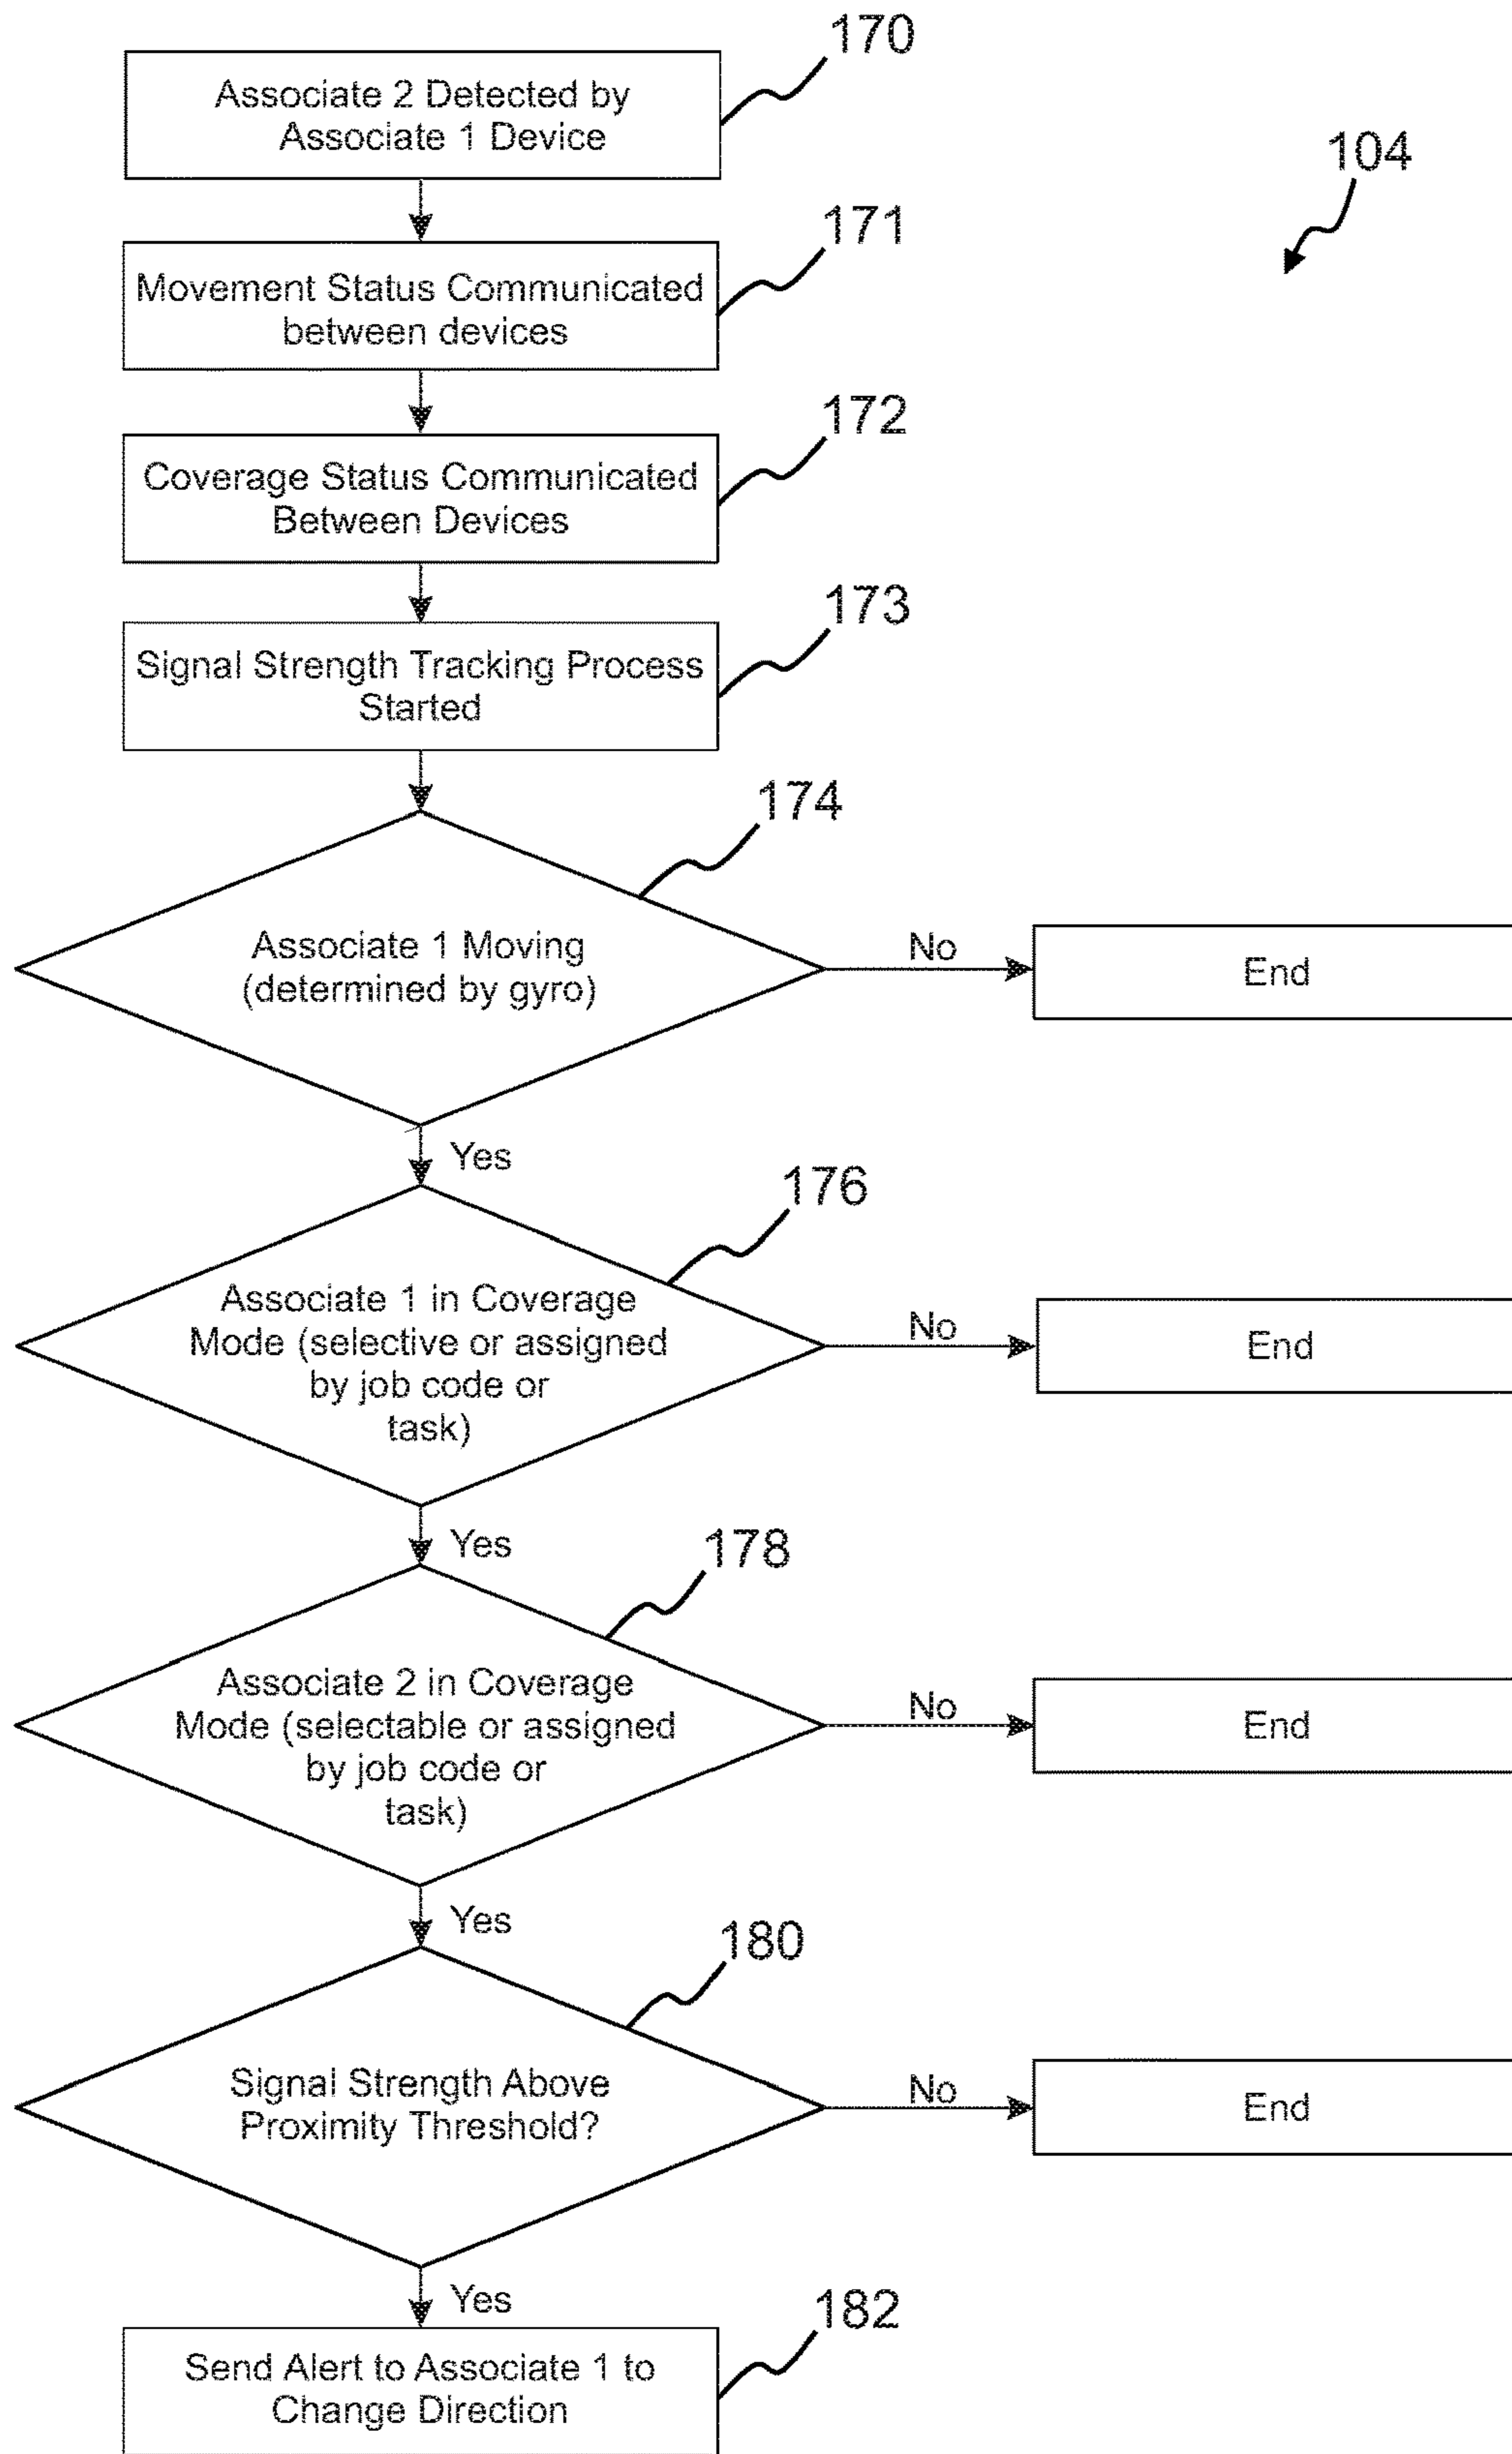 170
Associate 2 Detected by
Associate 1 Device
104
171
Movement Status Communicated
between devices
172
Coverage Status Communicated
Between Devices
173
Signal Strength Tracking Process
Started
174
Associate 1 Moving
(determined by gyro)
No
End
Yes
176
Associate 1 in Coverage
Mode (selective or assigned
by job code or
task)
No
End
Yes
178
Associate 2 in Coverage
Mode (selectable or assigned
by job code or
task)
No
End
Yes
180
Signal Strength Above
Proximity Threshold?
No
End
Yes
182
Send Alert to Associate 1 to
Change Direction